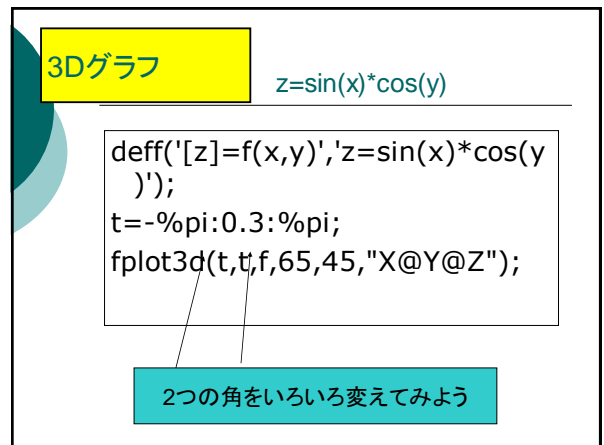 3Dグラフ
z=sin(x)*cos(y)
deff('[z]=f(x,y)','z=sin(x)*cos(y
)');
t=-%pi:0.3:%pi;
fplot3d(t,t,f,65,45,"X@Y@Z");
2つの角をいろいろ変えてみよう